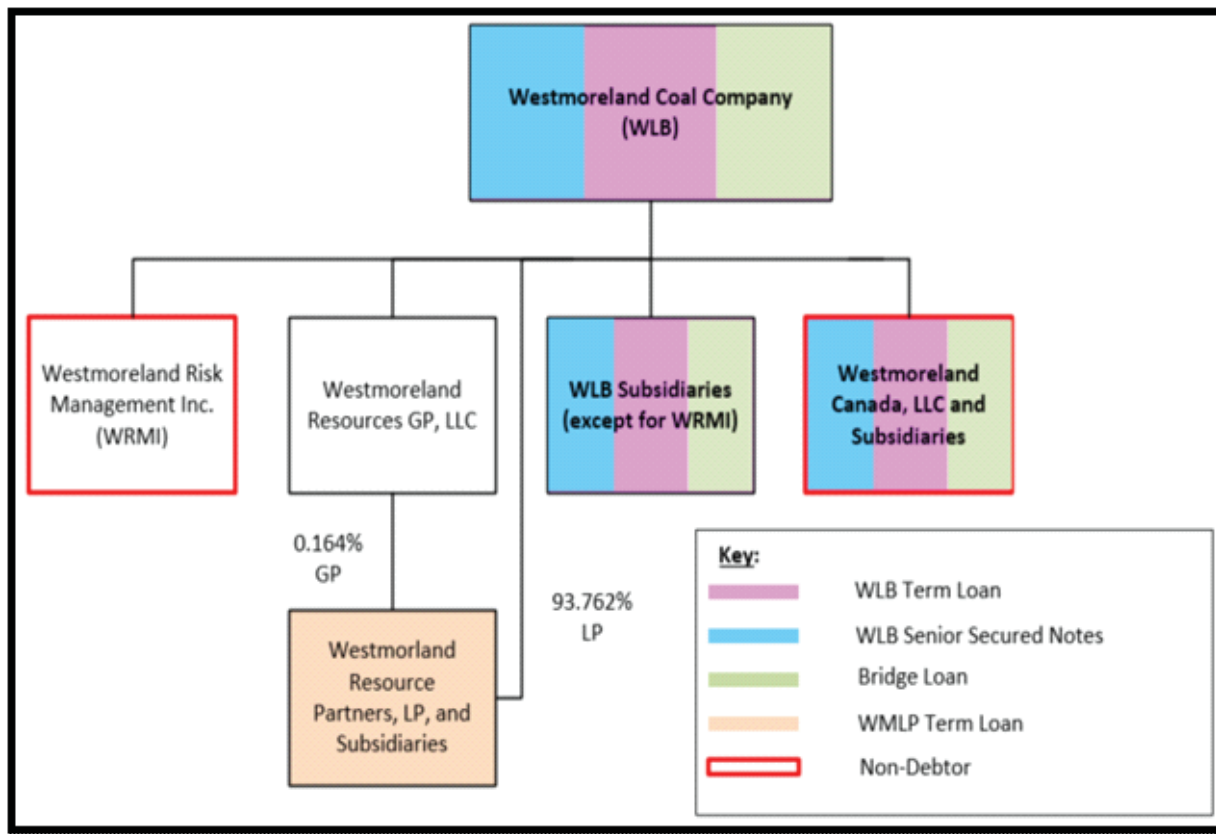 Westmoreland Coal Company
(WLB)
Westmoreland Risk
Management Inc.
(WRMI)
Westmoreland
Resources GP, LLC
WLB Subsidiaries
(except for WRMI)
Westmoreland
Canada, LLC and
Subsidiaries
0.164%
GP
93.762%
LP
Westmorland
Resource
Partners, LP, and
Subsidiaries
Key:
WLB Term Loan
WLB Senior Secured Notes
Bridge Loan
WMLP Term Loan
Non-Debtor